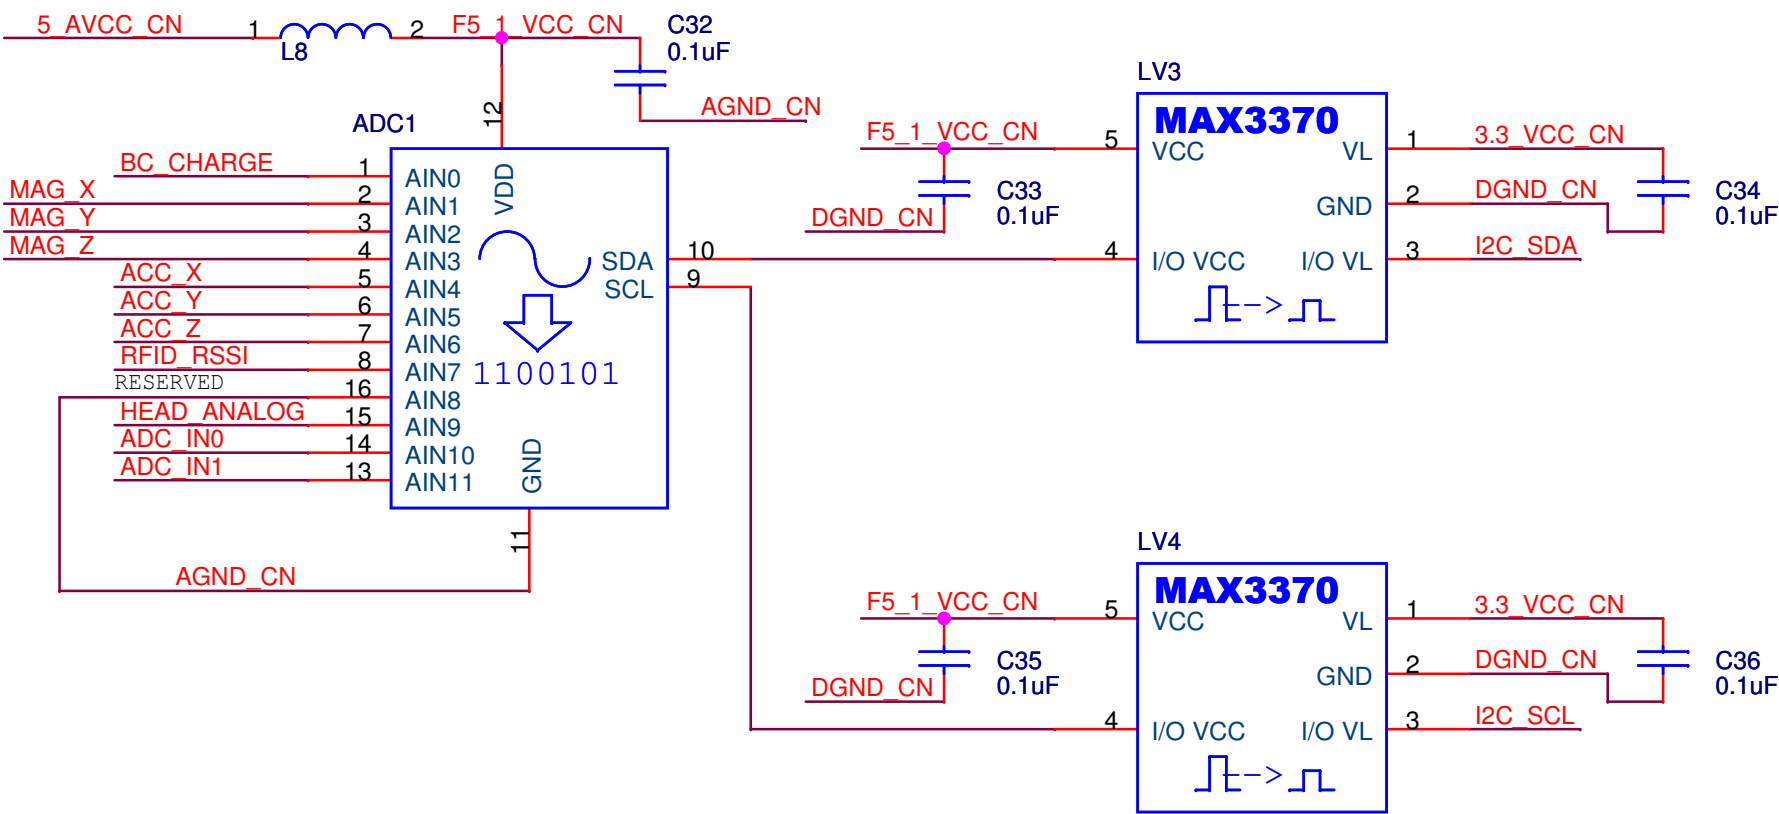 5_AVCC_CN
1
L8
2
F5_1_VCC_CN
C32
0.1uF
AGND_CN
12
ADC1
BC_CHARGE 1 AIN0
MAG_X 2 AIN1
MAG_Y 3 AIN2
MAG_Z 4 AIN3
ACC_X 5 AIN4
ACC_Y 6 AIN5
ACC_Z 7 AIN6
RFID_RSSI 8 AIN7
RESERVED 16 AIN8
HEAD_ANALOG 15 AIN9
ADC_IN0 14 AIN10
ADC_IN1 13 AIN11
VDD
SDA 10
SCL 9
1100101
GND
11
AGND_CN
LV3
MAX3370
F5_1_VCC_CN 5 VCC
VL 1 3.3_VCC_CN
C33
0.1uF
DGND_CN
GND 2 DGND_CN
C34
0.1uF
4 I/O VCC
I/O VL 3 I2C_SDA
-->
LV4
MAX3370
F5_1_VCC_CN 5 VCC
VL 1 3.3_VCC_CN
C35
0.1uF
DGND_CN
GND 2 DGND_CN
C36
0.1uF
4 I/O VCC
I/O VL 3 I2C_SCL
-->